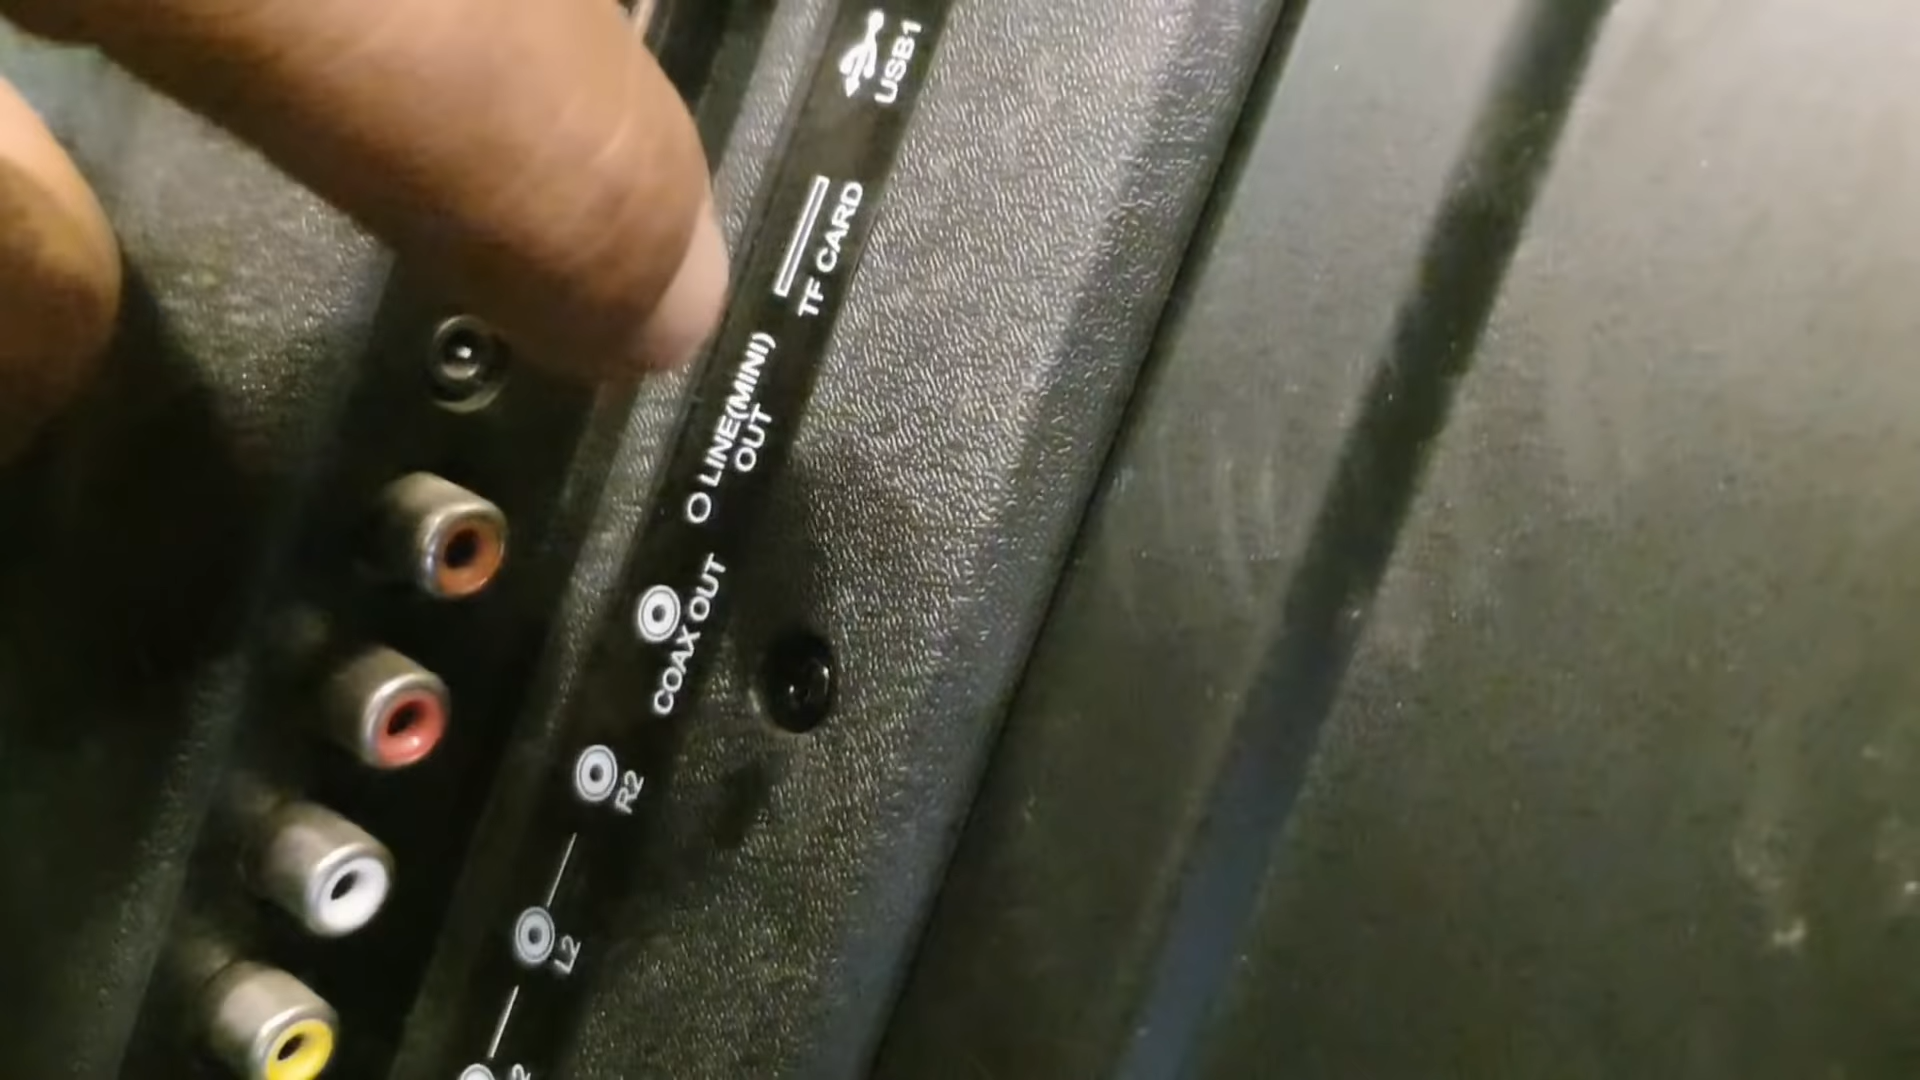 USB1
TF CARD
LINE(MINI)
OUT
COAX OUT
R2
L2